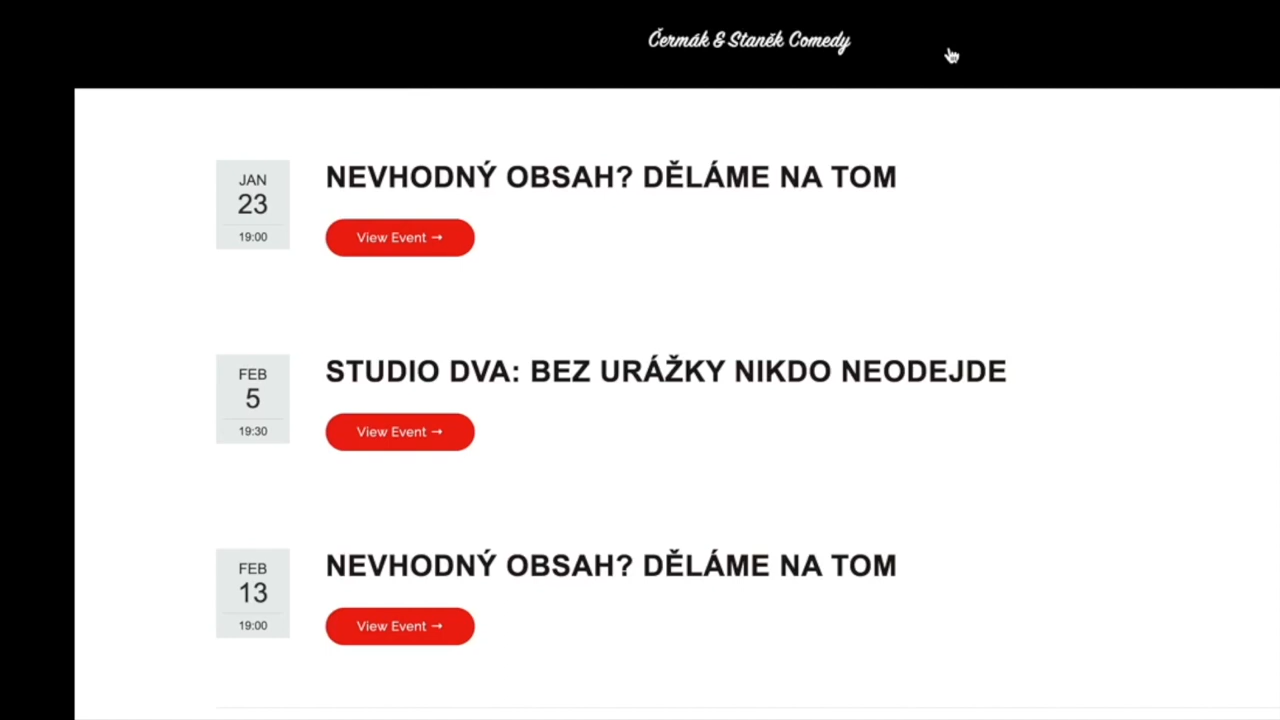 Čermák & Staněk Comedy
JAN
23
19:00
NEVHODNÝ OBSAH? DĚLÁME NA TOM
View Event →
FEB
5
19:30
STUDIO DVA: BEZ URÁŽKY NIKDO NEODEJDE
View Event →
FEB
13
19:00
NEVHODNÝ OBSAH? DĚLÁME NA TOM
View Event →